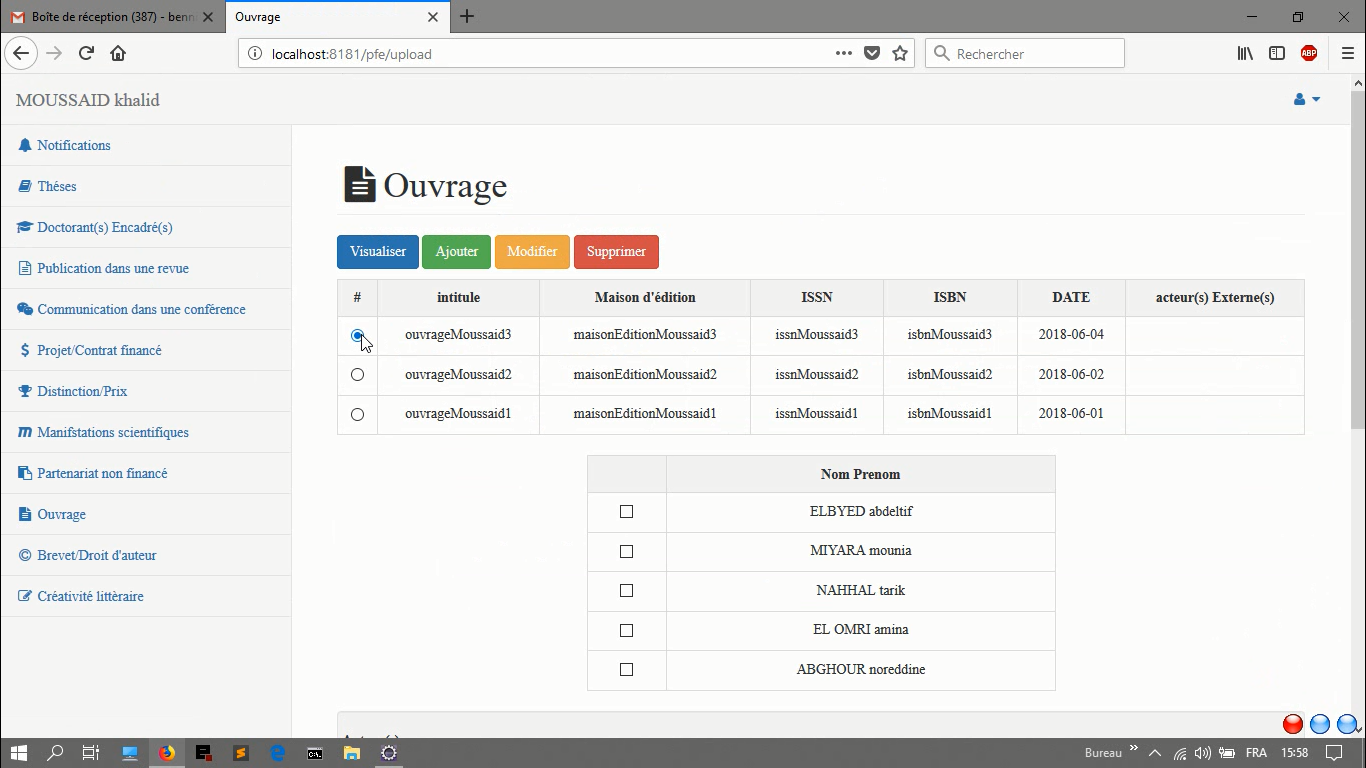 Boîte de réception (387) - benn
Ouvrage
localhost:8181/pfe/upload
Rechercher
ABP
MOUSSAID khalid
Notifications
Théses
Doctorant(s) Encadré(s)
Publication dans une revue
Communication dans une conférence
Projet/Contrat financé
Distinction/Prix
Manifstations scientifiques
Partenariat non financé
Ouvrage
Brevet/Droit d'auteur
Créativité littèraire
Ouvrage
Visualiser Ajouter Modifier Supprimer
# intitule Maison d'édition ISSN ISBN DATE acteur(s) Externe(s)
ouvrageMoussaid3 maisonEditionMoussaid3 issnMoussaid3 isbnMoussaid3 2018-06-04
ouvrageMoussaid2 maisonEditionMoussaid2 issnMoussaid2 isbnMoussaid2 2018-06-02
ouvrageMoussaid1 maisonEditionMoussaid1 issnMoussaid1 isbnMoussaid1 2018-06-01
Nom Prenom
ELBYED abdeltif
MIYARA mounia
NAHHAL tarik
EL OMRI amina
ABGHOUR noreddine
Bureau FRA 15:58